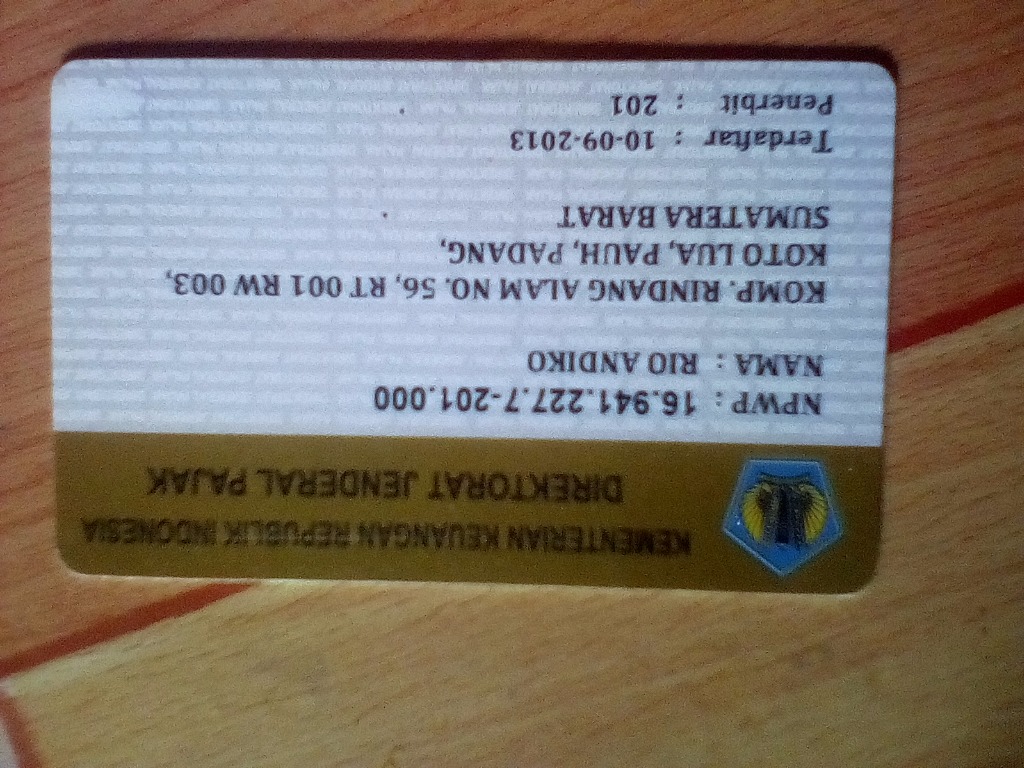 KEMENTERIAN KEUANGAN REPUBLIK INDONESIA
DIREKTORAT JENDERAL PAJAK
NPWP : 16.941.227.7-201.000
NAMA : RIO ANDIKO
KOMP. RINDANG ALAM NO. 56, RT 001 RW 003,
KOTO LUA, PAUH, PADANG,
SUMATERA BARAT
Terdaftar : 10-09-2013
Penerbit : 201